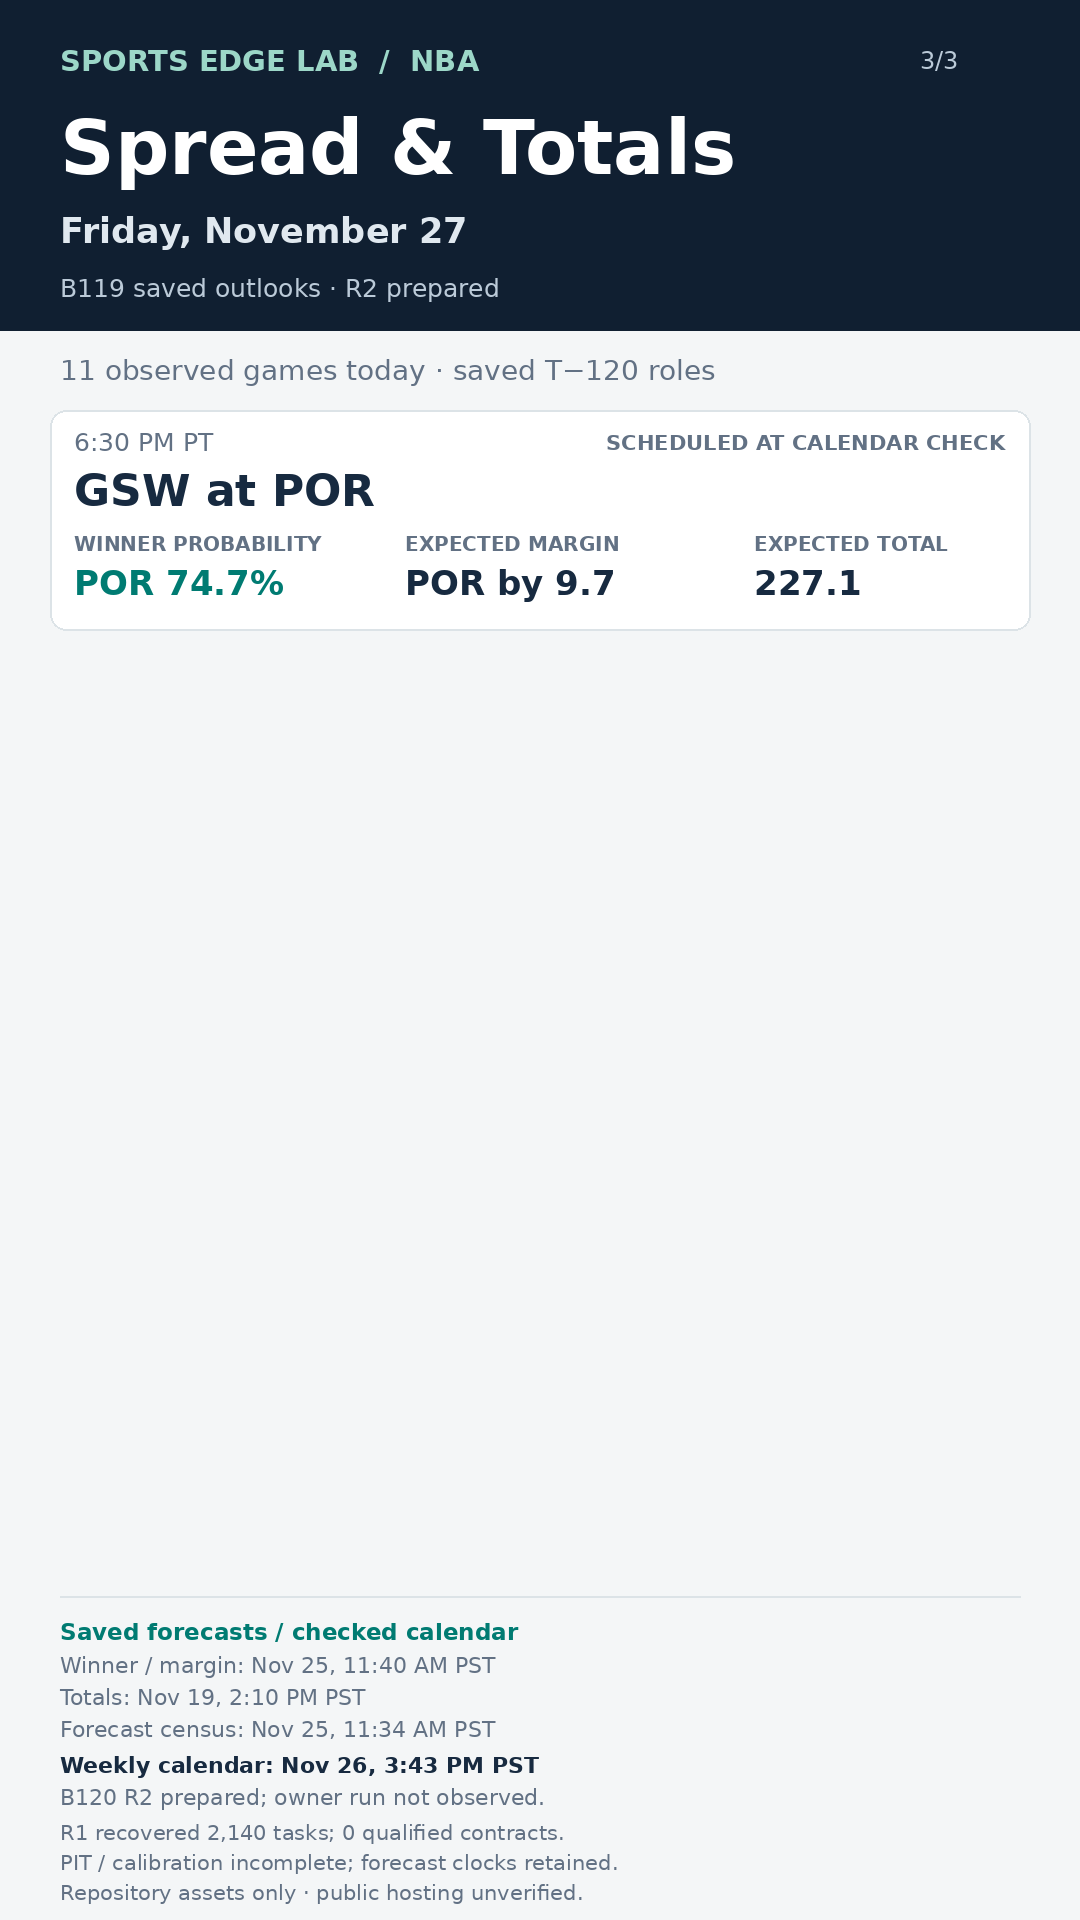 SPORTS EDGE LAB / NBA 3/3
Spread & Totals
Friday, November 27
B119 saved outlooks · R2 prepared
11 observed games today · saved T−120 roles
6:30 PM PT SCHEDULED AT CALENDAR CHECK
GSW at POR
WINNER PROBABILITY EXPECTED MARGIN EXPECTED TOTAL
POR 74.7% POR by 9.7 227.1
Saved forecasts / checked calendar
Winner / margin: Nov 25, 11:40 AM PST
Totals: Nov 19, 2:10 PM PST
Forecast census: Nov 25, 11:34 AM PST
Weekly calendar: Nov 26, 3:43 PM PST
B120 R2 prepared; owner run not observed.
R1 recovered 2,140 tasks; 0 qualified contracts.
PIT / calibration incomplete; forecast clocks retained.
Repository assets only · public hosting unverified.